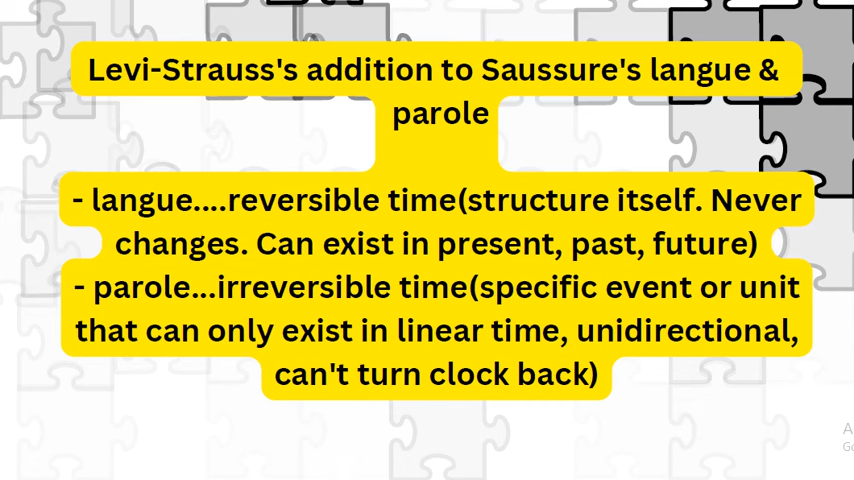 Levi-Strauss's addition to Saussure's langue &
parole
- langue....reversible time(structure itself. Never
changes. Can exist in present, past, future)
- parole...irreversible time(specific event or unit
that can only exist in linear time, unidirectional,
can't turn clock back)